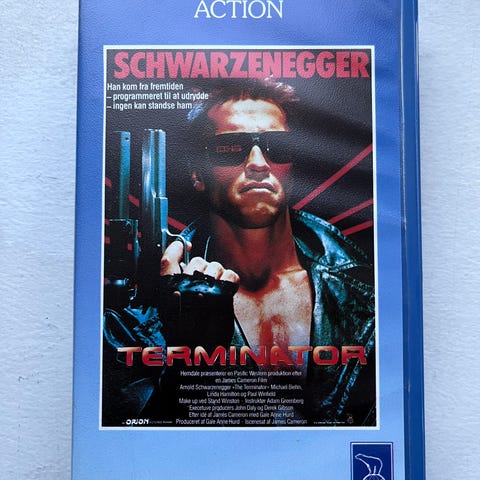 ACTION
SCHWARZENEGGER
Han kom fra fremtiden
– programmeret til at udrydde
– ingen kan standse ham
TERMINATOR
Hemdale præsenterer en Pacific Western produktion efter
en James Cameron Film
Arnold Schwarzenegger «The Terminator» Michael Biehn,
Linda Hamilton og Paul Winfield
Make up ved Stand Winston - Instruktør Adam Greenberg
Executuve producers John Daly og Derek Gibson
Efter idé af James Cameron med Gale Anne Hurd
Produceret af Gale Anne Hurd - Iscenesat af James Cameron
ORION